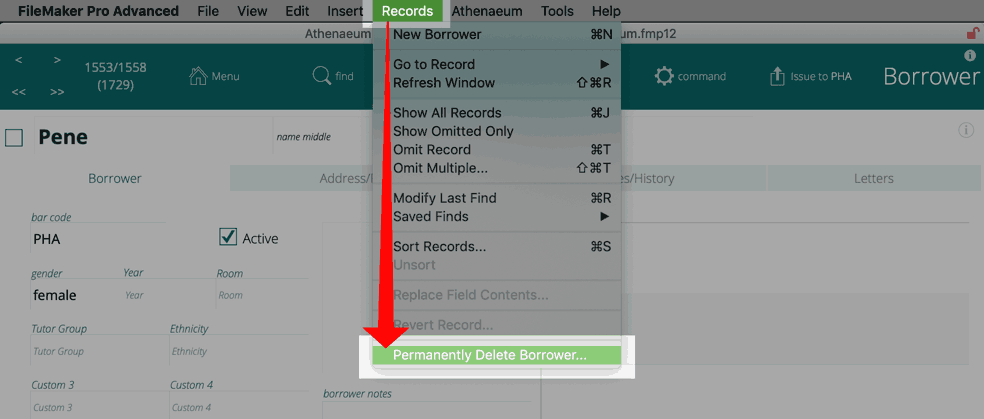 FileMaker Pro Advanced File View Edit Insert Records Athenaeum Tools Help
Athenaeum um.fmp12
< > 1553/1558 (1729) Menu find command Issue to PHA Borrower
<< >>
Pene name middle
Borrower Address/ es/History Letters
bar code
PHA Active
gender Year Room
female Year Room
Tutor Group Ethnicity
Tutor Group Ethnicity
Custom 3 Custom 4
Custom 3 Custom 4
borrower notes
New Borrower ⌘N
Go to Record ▶
Refresh Window ⇧⌘R
Show All Records ⌘J
Show Omitted Only
Omit Record ⌘T
Omit Multiple... ⇧⌘T
Modify Last Find ⌘R
Saved Finds ▶
Sort Records... ⌘S
Unsort
Replace Field Contents...
Revert Record...
Permanently Delete Borrower...